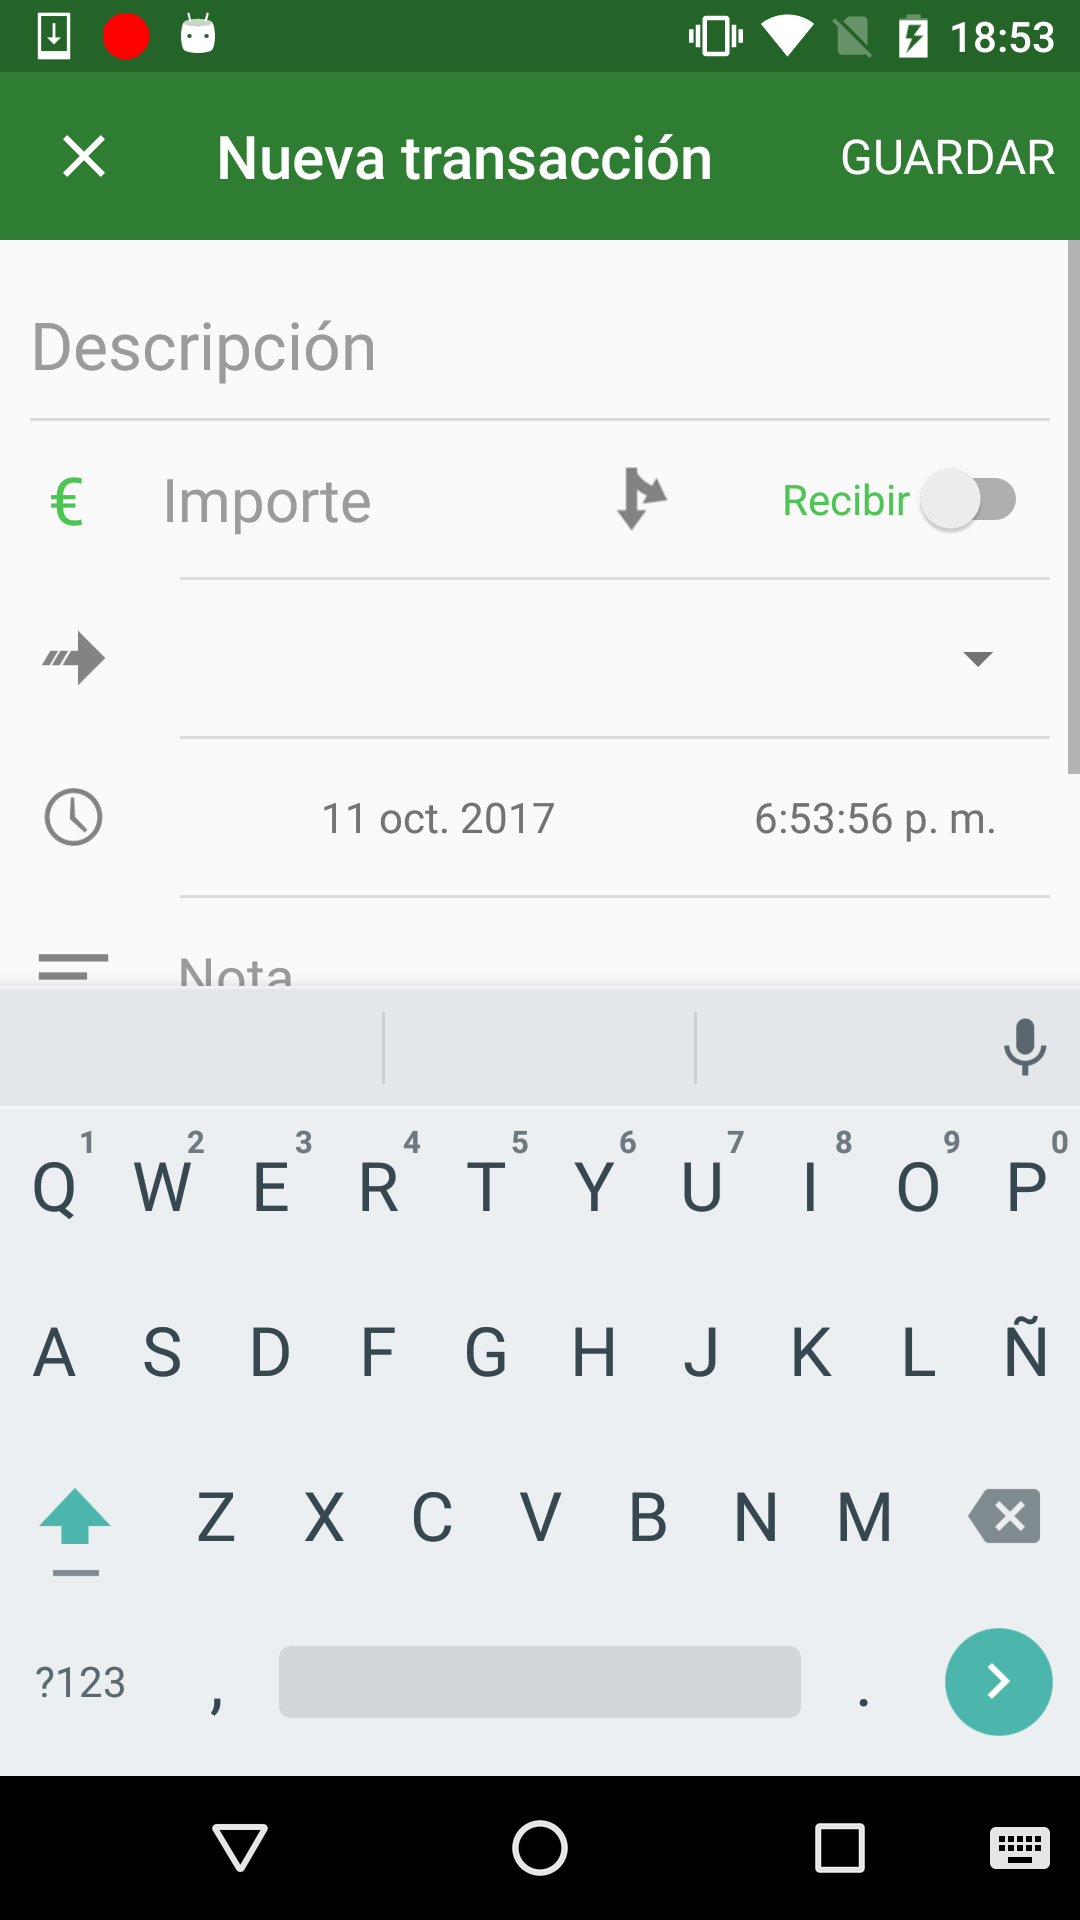 18:53
Nueva transacción GUARDAR
Descripción
€ Importe Recibir
11 oct. 2017 6:53:56 p. m.
Nota
1 2 3 4 5 6 7 8 9 0
Q W E R T Y U I O P
A S D F G H J K L Ñ
Z X C V B N M
?123 , .